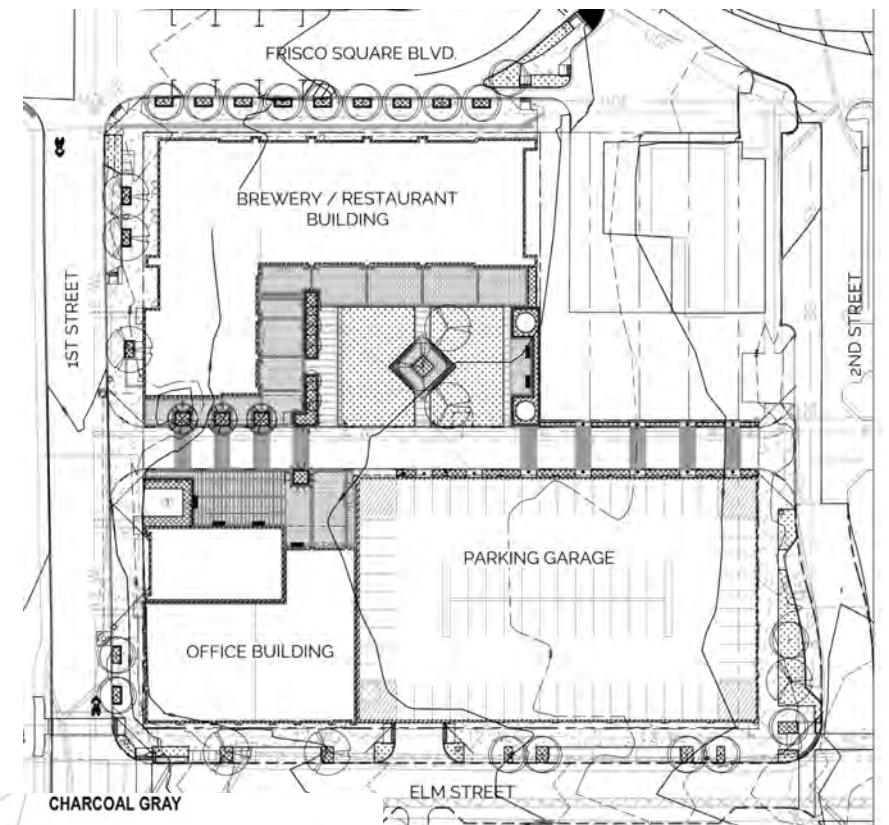 FRISCO SQUARE BLVD.
BREWERY / RESTAURANT
BUILDING
1ST STREET
2ND STREET
PARKING GARAGE
OFFICE BUILDING
ELM STREET
CHARCOAL GRAY